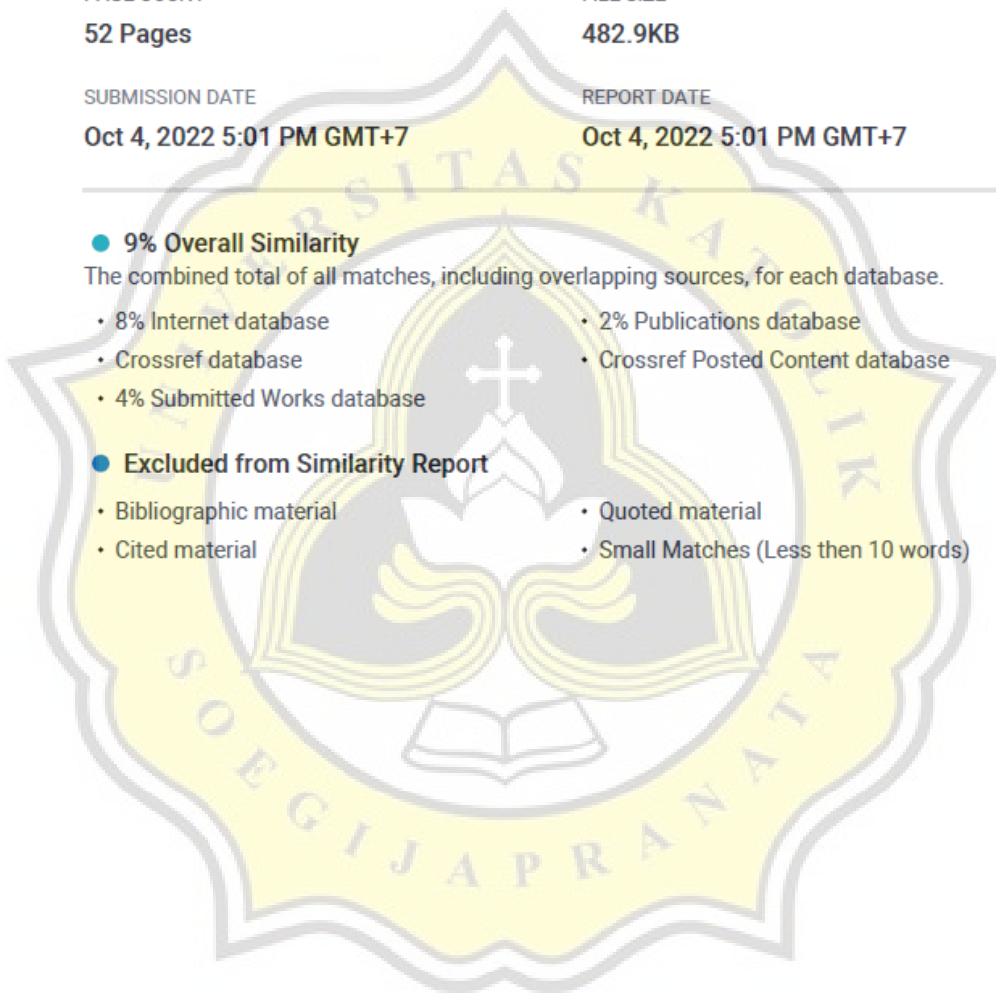 52 Pages 482.9KB
SUBMISSION DATE REPORT DATE
Oct 4, 2022 5:01 PM GMT+7 Oct 4, 2022 5:01 PM GMT+7
● 9% Overall Similarity
The combined total of all matches, including overlapping sources, for each database.
• 8% Internet database • 2% Publications database
• Crossref database • Crossref Posted Content database
• 4% Submitted Works database
● Excluded from Similarity Report
• Bibliographic material • Quoted material
• Cited material • Small Matches (Less then 10 words)
UNIVERSITAS KATOLIK
SOEGIJAPRANATA